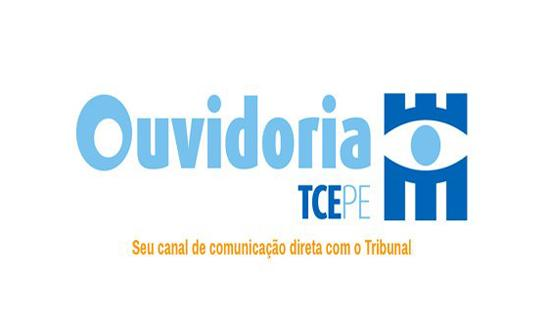 Ouvidoria
TCEPE
Seu canal de comunicação direta com o Tribunal